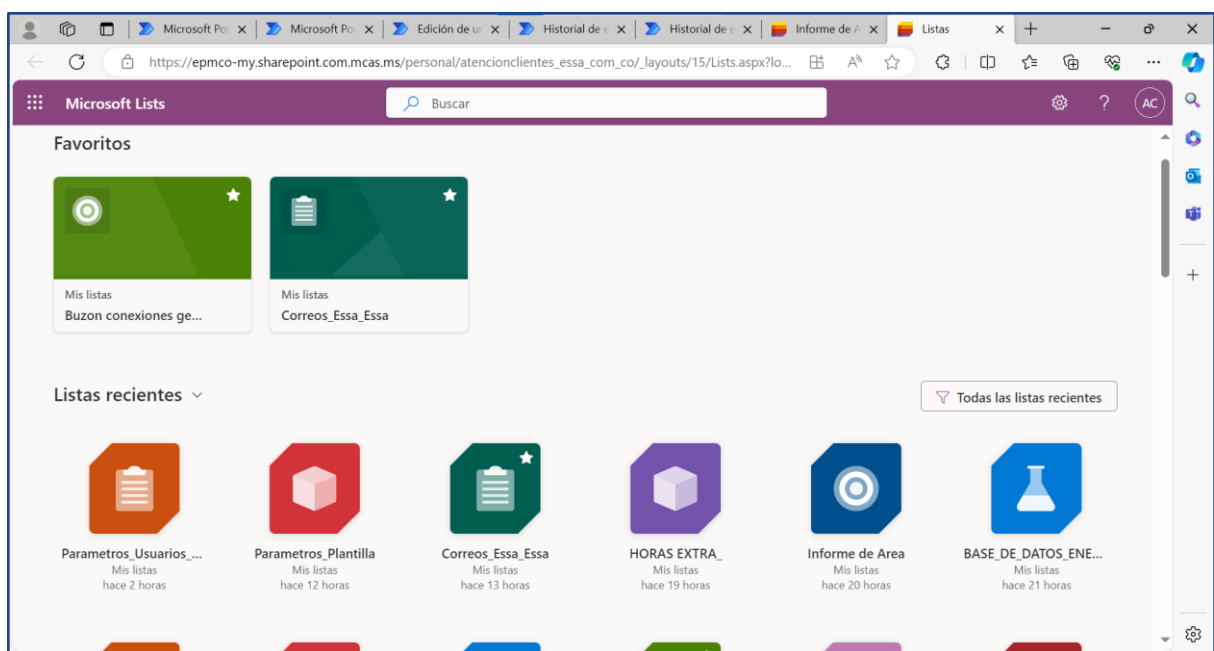 Microsoft Pov Microsoft Pov Edición de ur Historial de e Historial de e Informe de A Listas
https://epmco-my.sharepoint.com.mcas.ms/personal/atencionclientes_essa_com_co/_layouts/15/Lists.aspx?lo...
Microsoft Lists Buscar AC
Favoritos
Mis listas Mis listas
Buzon conexiones ge... Correos_Essa_Essa
Listas recientes Todas las listas recientes
Parametros_Usuarios_... Parametros_Plantilla Correos_Essa_Essa HORAS EXTRA_ Informe de Area BASE_DE_DATOS_ENE...
Mis listas Mis listas Mis listas Mis listas Mis listas Mis listas
hace 2 horas hace 12 horas hace 13 horas hace 19 horas hace 20 horas hace 21 horas